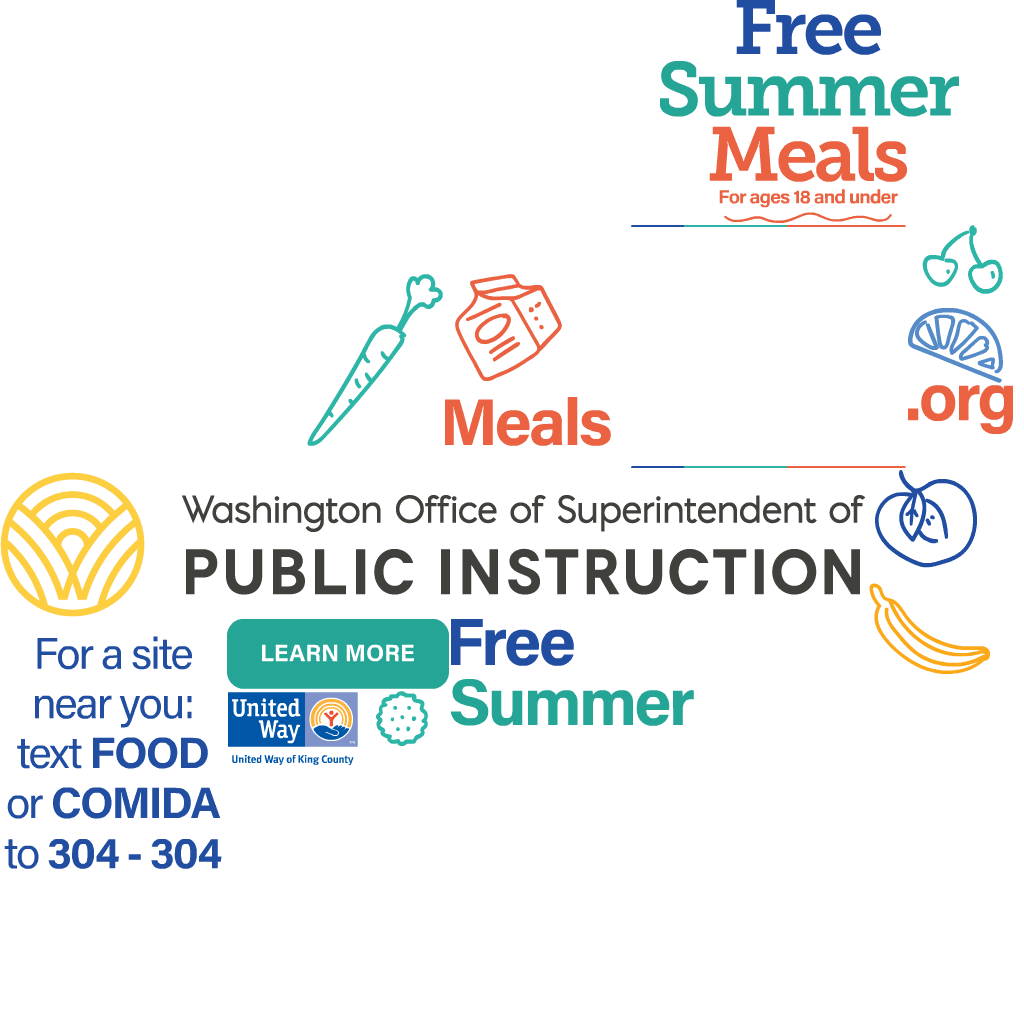 Free
Summer
Meals
For ages 18 and under
Meals
.org
Washington Office of Superintendent of
PUBLIC INSTRUCTION
For a site
near you:
text FOOD
or COMIDA
to 304 - 304
LEARN MORE
Free
Summer
United
Way
United Way of King County